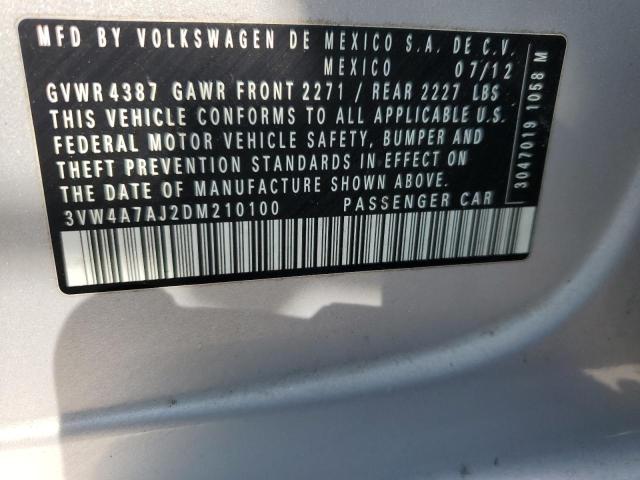 MFD BY VOLKSWAGEN DE MEXICO S.A. DE C.V.
MEXICO 07/12
GVWR 4387 GAWR FRONT 2271 / REAR 2227 LBS
THIS VEHICLE CONFORMS TO ALL APPLICABLE U.S.
FEDERAL MOTOR VEHICLE SAFETY, BUMPER AND
THEFT PREVENTION STANDARDS IN EFFECT ON
THE DATE OF MANUFACTURE SHOWN ABOVE.
3VW4A7AJ2DM210100 PASSENGER CAR
3047019 1058 M